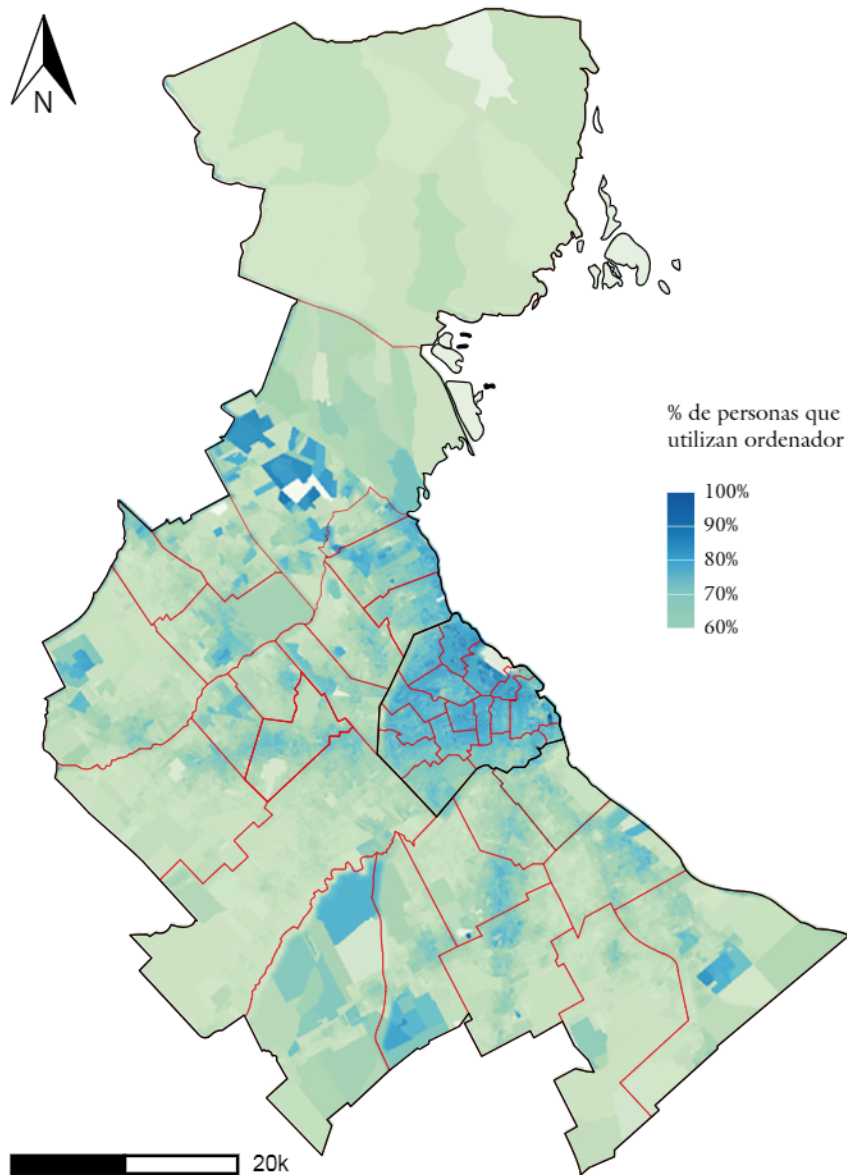 N
% de personas que
utilizan ordenador
100%
90%
80%
70%
60%
20k